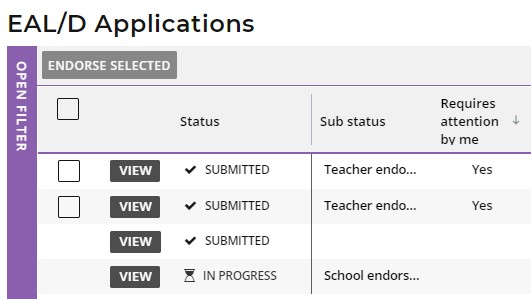 EAL/D Applications
OPEN FILTER
ENDORSE SELECTED
Status Sub status Requires attention by me ↓
VIEW SUBMITTED Teacher endo... Yes
VIEW SUBMITTED Teacher endo... Yes
VIEW SUBMITTED
VIEW IN PROGRESS School endors...